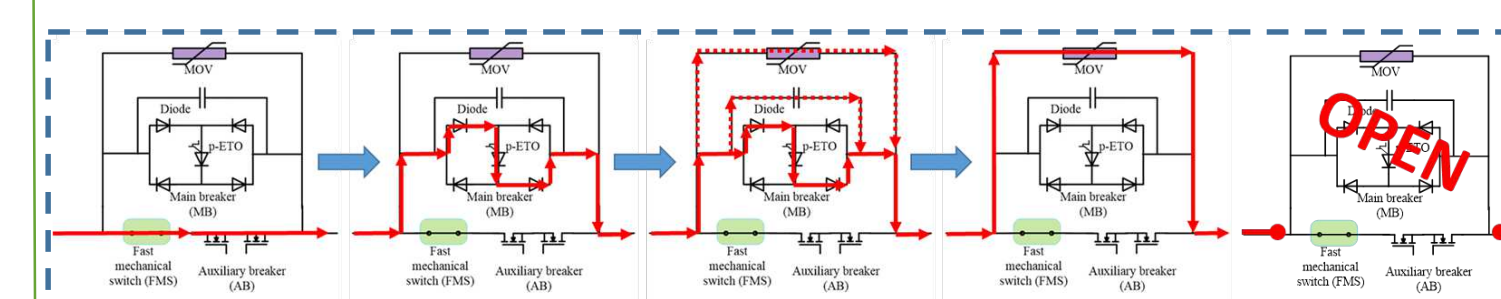 MOV
Diode
p-ETO
Main breaker
(MB)
Fast
mechanical
switch (FMS)
Auxiliary breaker
(AB)
MOV
Diode
p-ETO
Main breaker
(MB)
Fast
mechanical
switch (FMS)
Auxiliary breaker
(AB)
MOV
Diode
p-ETO
Main breaker
(MB)
Fast
mechanical
switch (FMS)
Auxiliary breaker
(AB)
MOV
Diode
p-ETO
Main breaker
(MB)
Fast
mechanical
switch (FMS)
Auxiliary breaker
(AB)
MOV
Diode
OPEN
p-ETO
Main breaker
(MB)
Fast
mechanical
switch (FMS)
Auxiliary breaker
(AB)